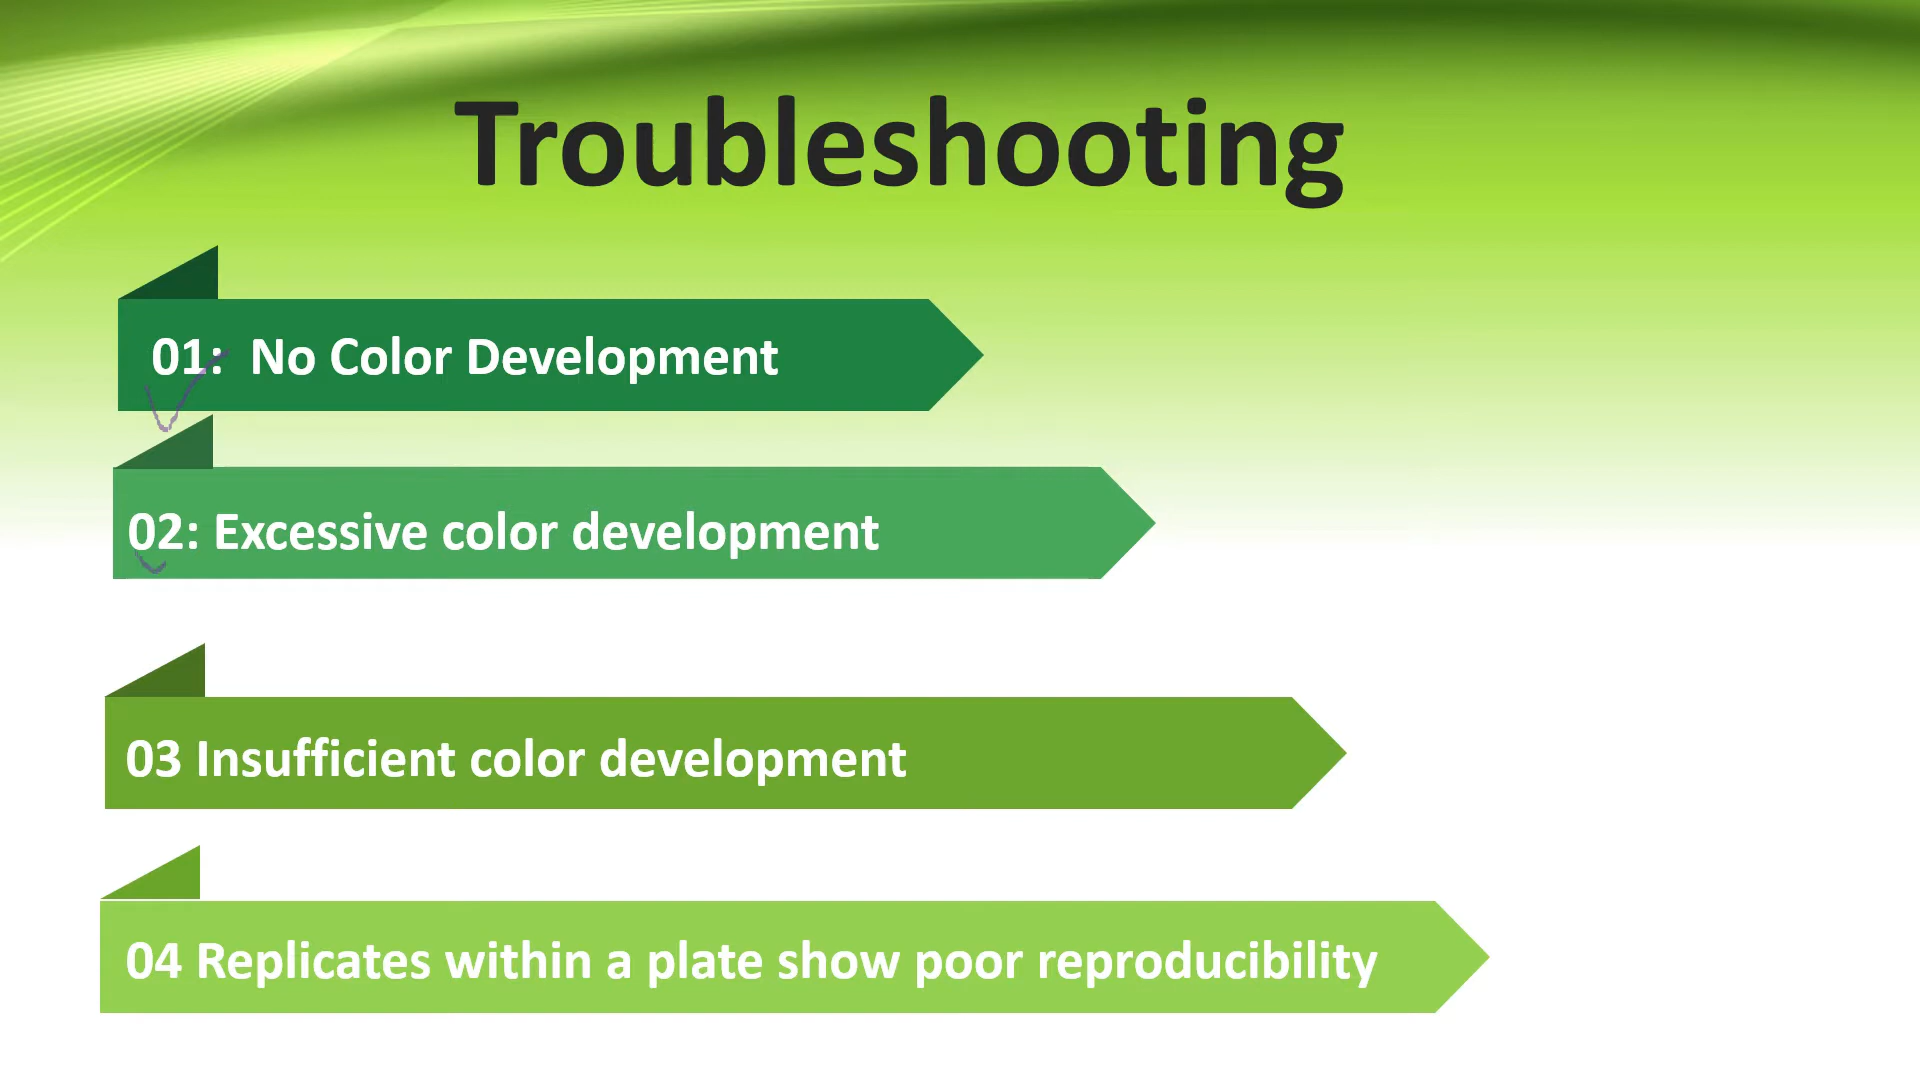 Troubleshooting
01: No Color Development
02: Excessive color development
03 Insufficient color development
04 Replicates within a plate show poor reproducibility